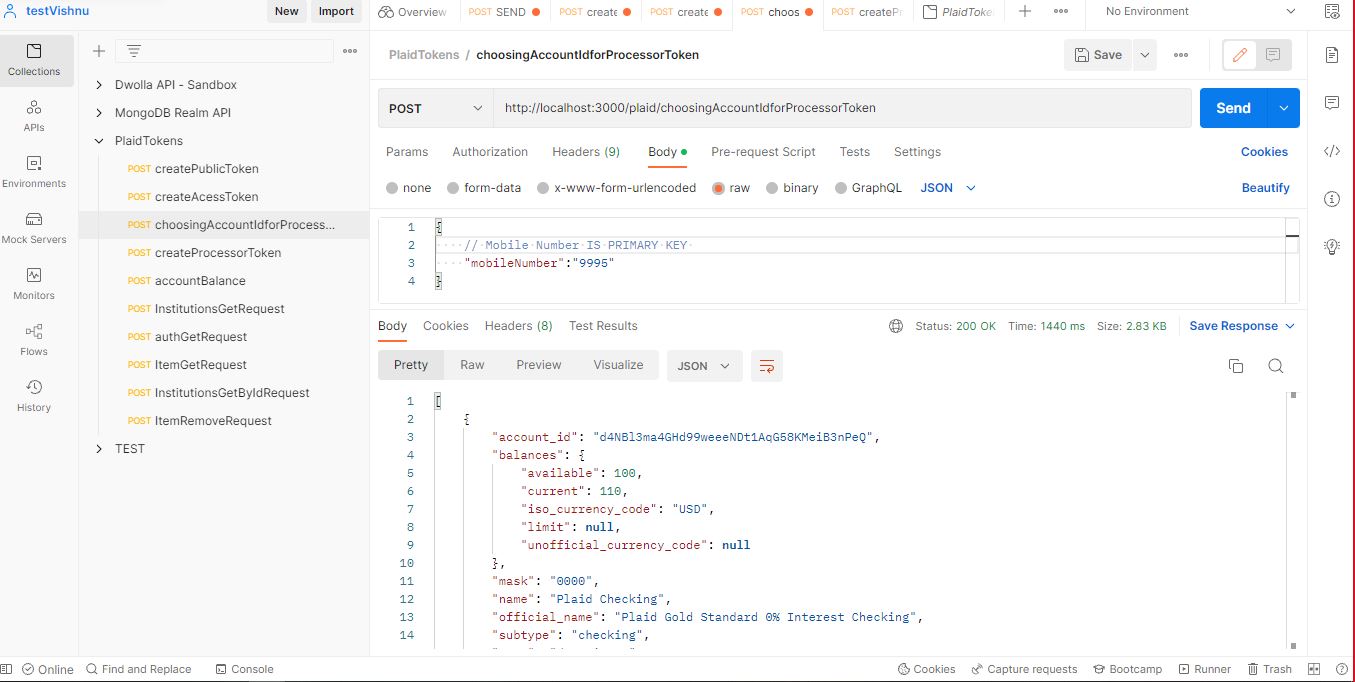 testVishnu
New
Import
Overview
POST SEND
POST create
POST create
POST choos
POST createPr
PlaidToke
No Environment
Collections
APIs
Environments
Mock Servers
Monitors
Flows
History
Dwolla API - Sandbox
MongoDB Realm API
PlaidTokens
POST createPublicToken
POST createAcessToken
POST choosingAccountIdforProcess...
POST createProcessorToken
POST accountBalance
POST InstitutionsGetRequest
POST authGetRequest
POST ItemGetRequest
POST InstitutionsGetByIdRequest
POST ItemRemoveRequest
TEST
PlaidTokens / choosingAccountIdforProcessorToken
Save
POST
http://localhost:3000/plaid/choosingAccountIdforProcessorToken
Send
Params Authorization Headers (9) Body Pre-request Script Tests Settings
Cookies
none form-data x-www-form-urlencoded raw binary GraphQL JSON
Beautify
1 {
2 // Mobile Number IS PRIMARY KEY
3 "mobileNumber":"9995"
4 }
Body Cookies Headers (8) Test Results
Status: 200 OK Time: 1440 ms Size: 2.83 KB
Save Response
Pretty Raw Preview Visualize JSON
1 [
2 {
3 "account_id": "d4NBl3ma4GHd99weeeNDt1AqG58KMeiB3nPeQ",
4 "balances": {
5 "available": 100,
6 "current": 110,
7 "iso_currency_code": "USD",
8 "limit": null,
9 "unofficial_currency_code": null
10 },
11 "mask": "0000",
12 "name": "Plaid Checking",
13 "official_name": "Plaid Gold Standard 0% Interest Checking",
14 "subtype": "checking",
Online
Find and Replace
Console
Cookies
Capture requests
Bootcamp
Runner
Trash